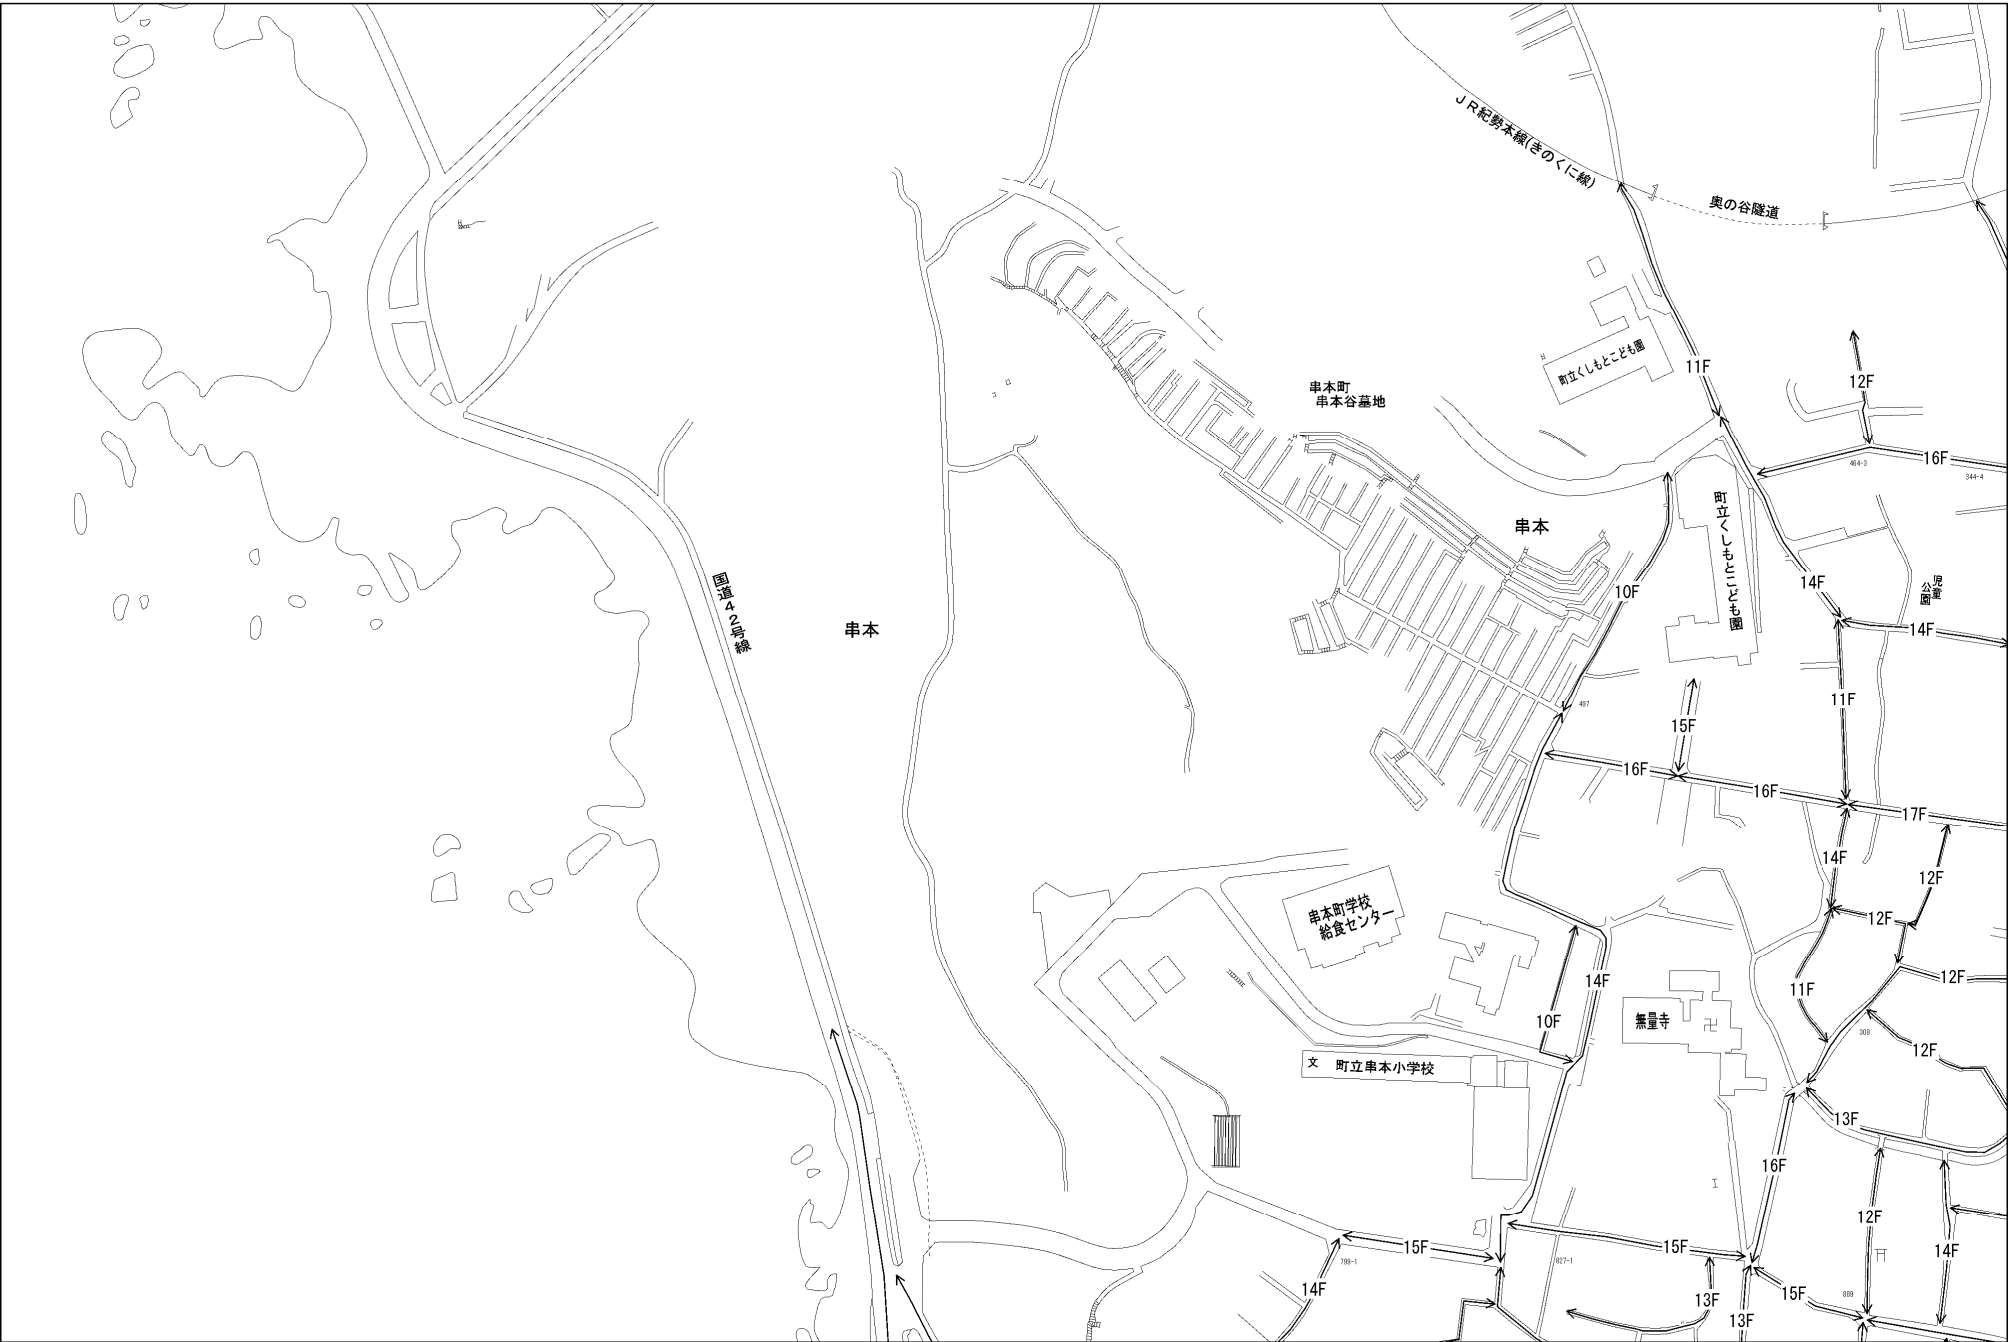 JR紀勢本線(きのくに線)
奥の谷隧道
町立くしもとこども園
11F
12F
串本町
串本谷墓地
16F
464-3
344-4
町立くしもとこども園
串本
国道42号線
串本
10F
14F
児童
公園
14F
11F
497
15F
16F
16F
17F
14F
12F
12F
串本町学校
給食センター
14F
11F
12F
10F
無量寺
卍
308
12F
文 町立串本小学校
13F
16F
12F
15F
799-1
15F
827-1
14F
14F
13F
13F
15F
889